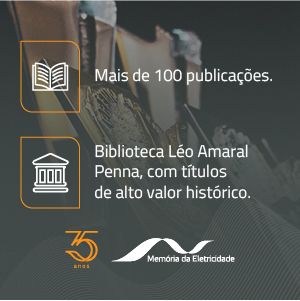 Mais de 100 publicações.
Biblioteca Léo Amaral
Penna, com títulos
de alto valor histórico.
35
anos
Memória da Eletricidade